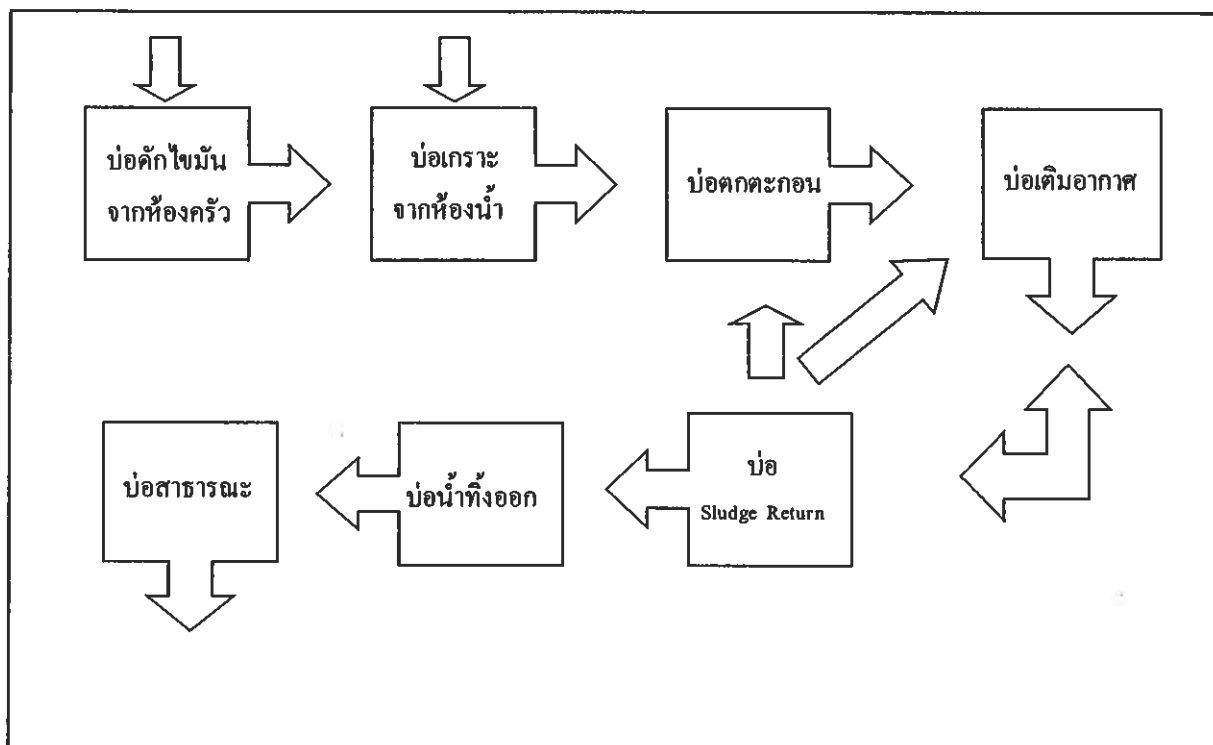 บ่อดักไขมัน
จากห้องครัว
บ่อเกราะ
จากห้องน้ำ
บ่อตกตะกอน
บ่อเติมอากาศ
บ่อสาธารณะ
บ่อน้ำทิ้งออก
บ่อ
Sludge Return